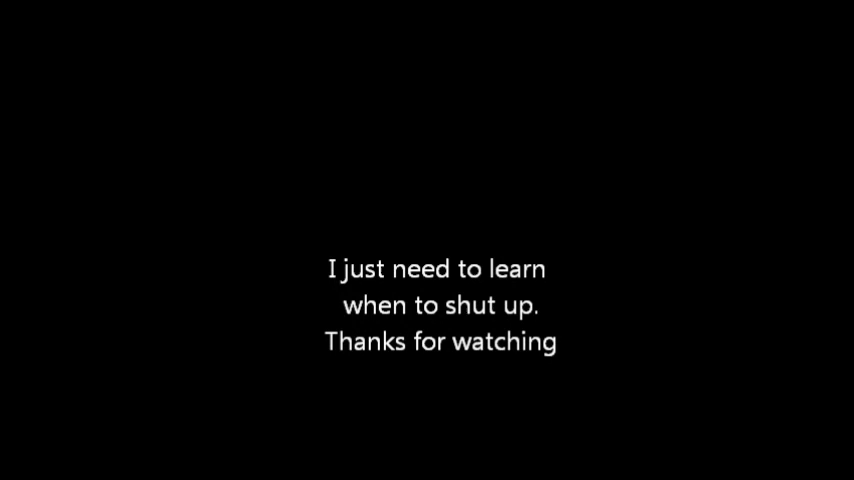 I just need to learn
when to shut up.
Thanks for watching